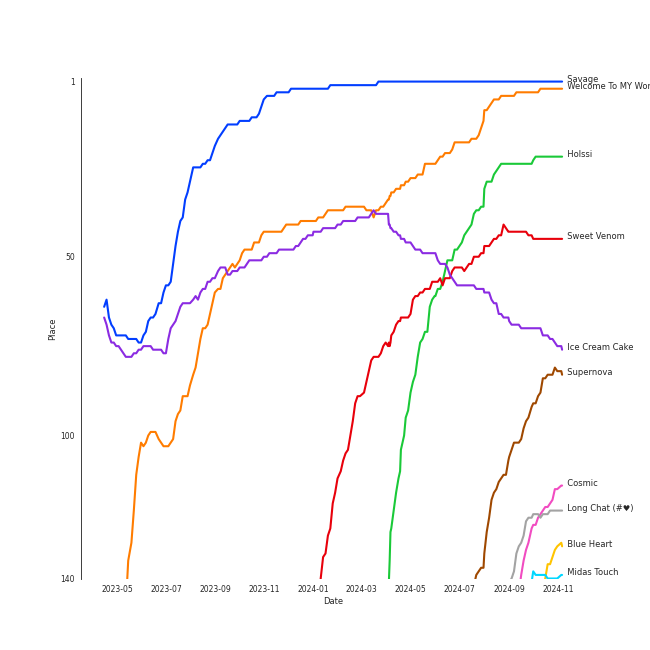 1
50
100
140
Place
Savage
Welcome To MY Wor
Holssi
Sweet Venom
Ice Cream Cake
Supernova
Cosmic
Long Chat (#♥)
Blue Heart
Midas Touch
2023-05 2023-07 2023-09 2023-11 2024-01 2024-03 2024-05 2024-07 2024-09 2024-11
Date